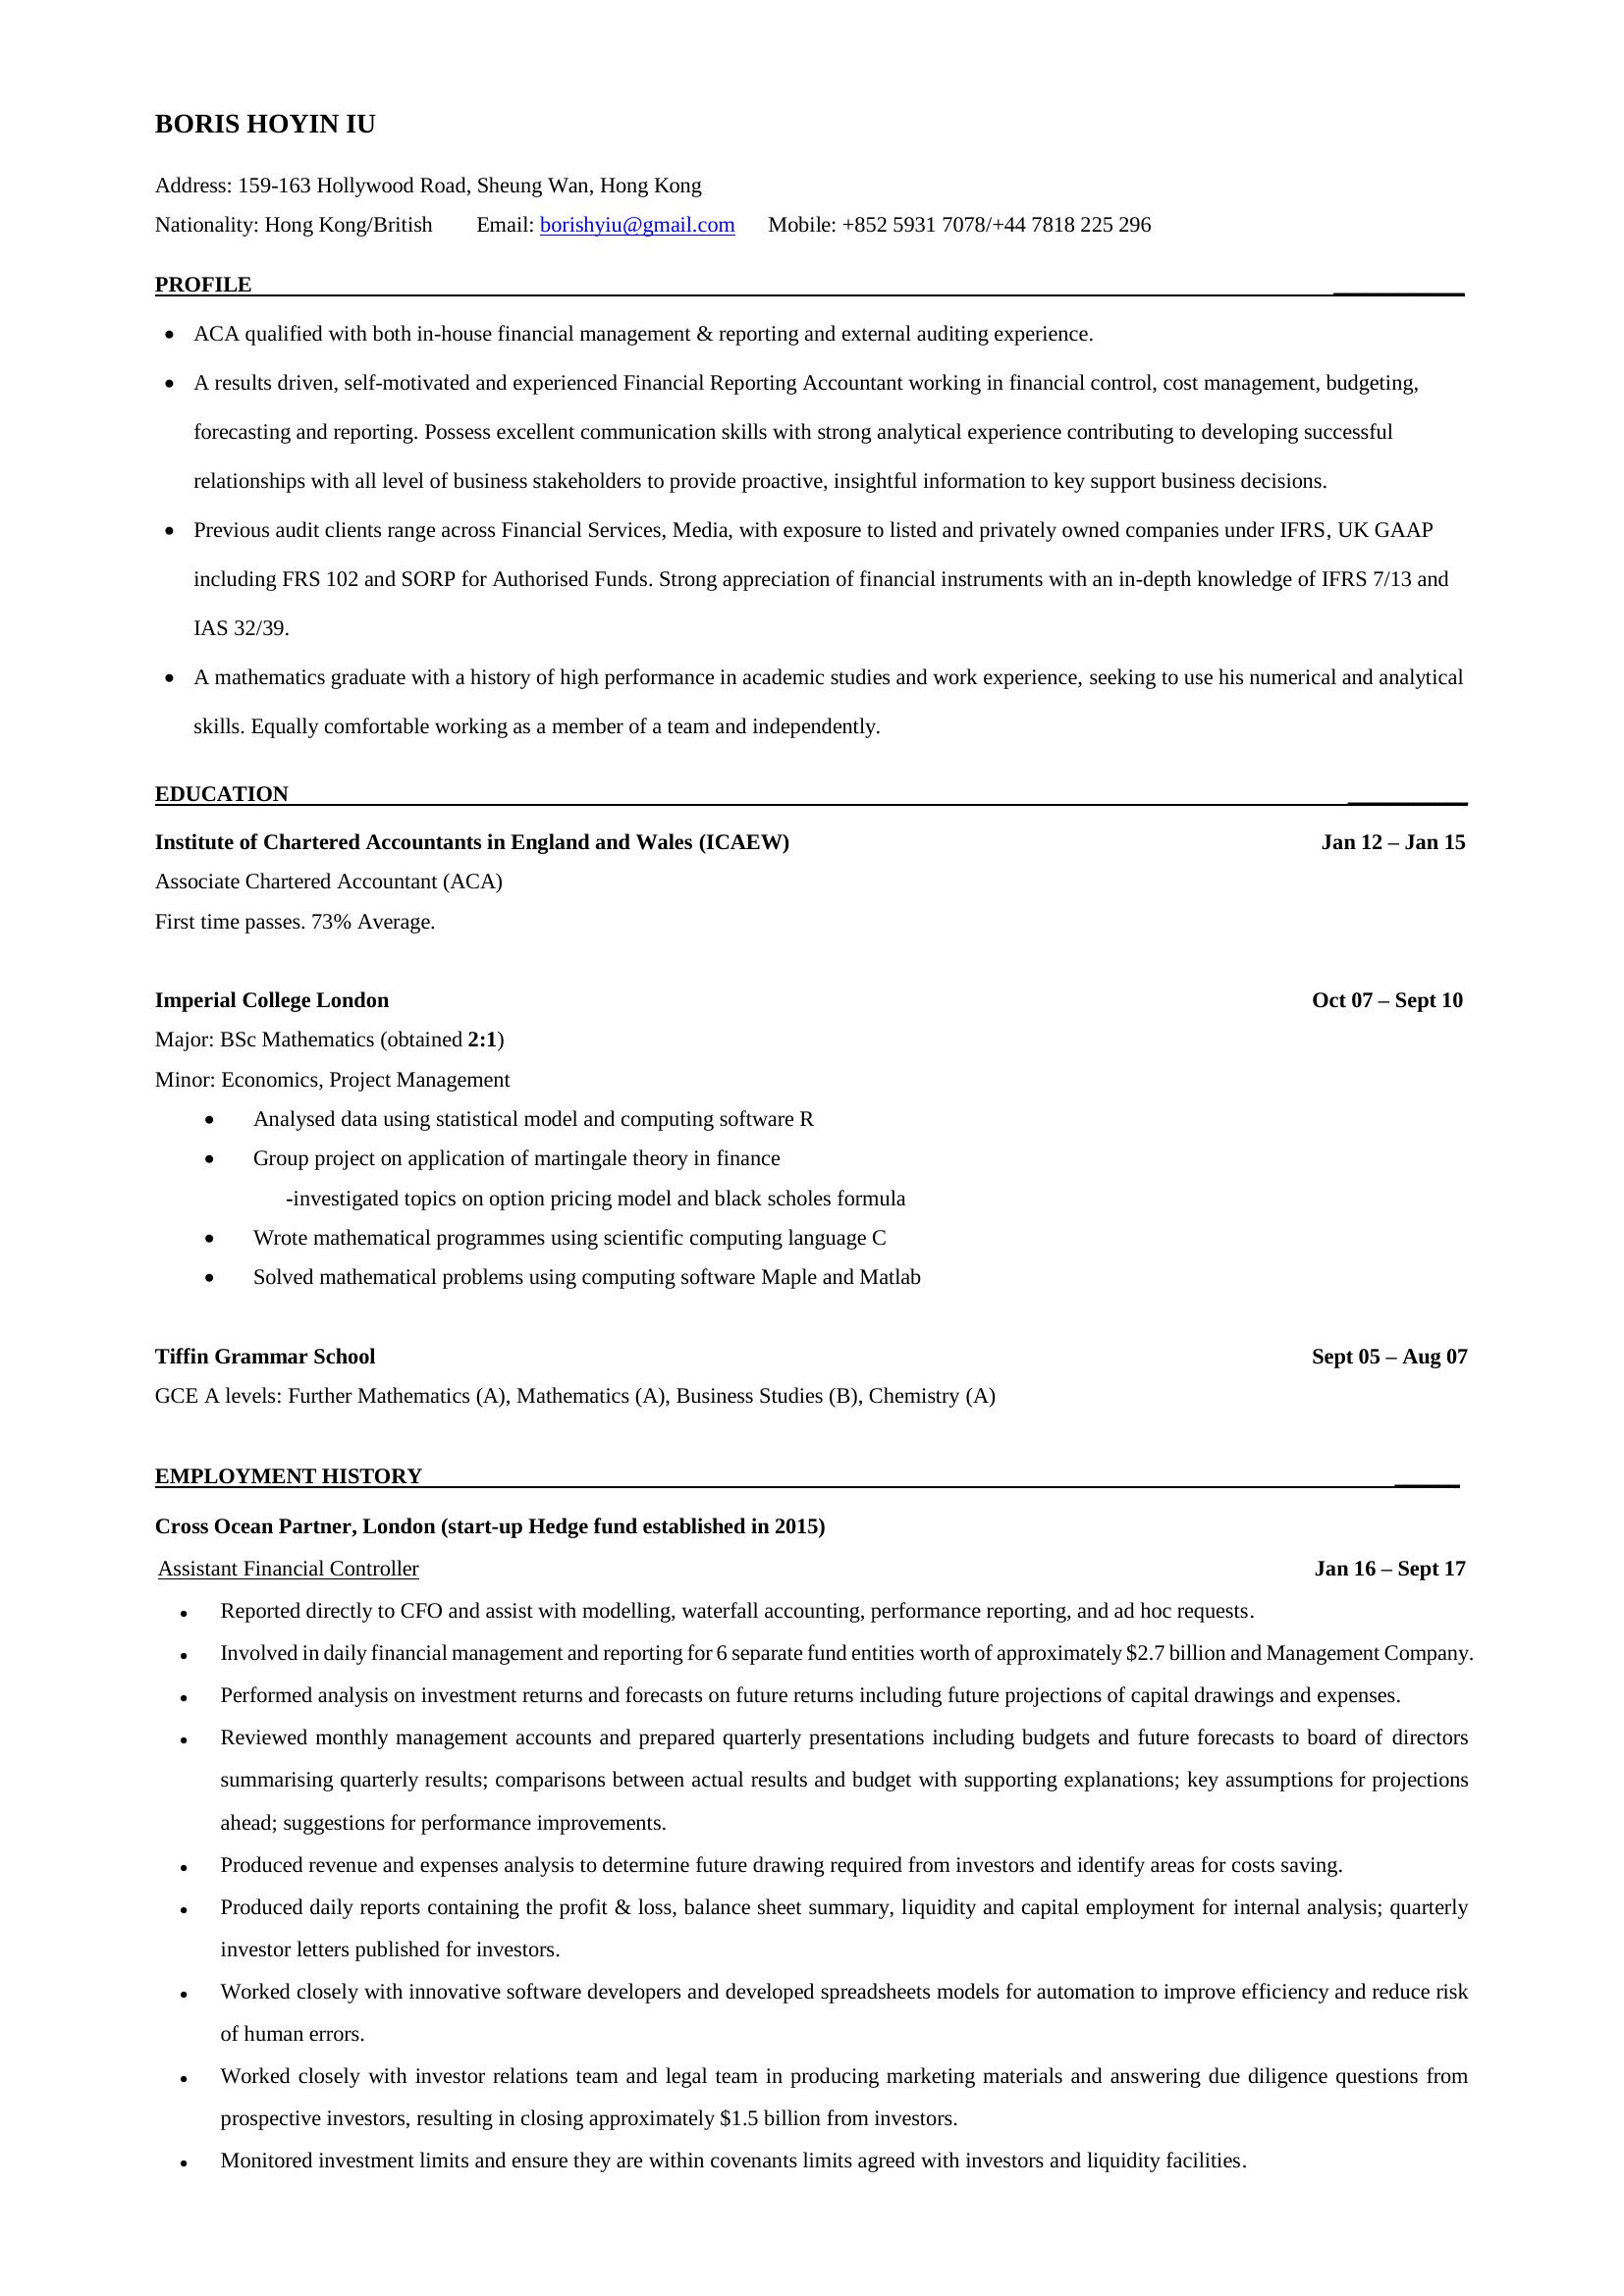 BORIS HOYIN IU
Address: 159-163 Hollywood Road, Sheung Wan, Hong Kong
Nationality: Hong Kong/British Email: borishyiu@gmail.com Mobile: +852 5931 7078/+44 7818 225 296
PROFILE
• ACA qualified with both in-house financial management & reporting and external auditing experience.
• A results driven, self-motivated and experienced Financial Reporting Accountant working in financial control, cost management, budgeting,
forecasting and reporting. Possess excellent communication skills with strong analytical experience contributing to developing successful
relationships with all level of business stakeholders to provide proactive, insightful information to key support business decisions.
• Previous audit clients range across Financial Services, Media, with exposure to listed and privately owned companies under IFRS, UK GAAP
including FRS 102 and SORP for Authorised Funds. Strong appreciation of financial instruments with an in-depth knowledge of IFRS 7/13 and
IAS 32/39.
• A mathematics graduate with a history of high performance in academic studies and work experience, seeking to use his numerical and analytical
skills. Equally comfortable working as a member of a team and independently.
EDUCATION
Institute of Chartered Accountants in England and Wales (ICAEW) Jan 12 – Jan 15
Associate Chartered Accountant (ACA)
First time passes. 73% Average.
Imperial College London Oct 07 – Sept 10
Major: BSc Mathematics (obtained 2:1)
Minor: Economics, Project Management
• Analysed data using statistical model and computing software R
• Group project on application of martingale theory in finance
-investigated topics on option pricing model and black scholes formula
• Wrote mathematical programmes using scientific computing language C
• Solved mathematical problems using computing software Maple and Matlab
Tiffin Grammar School Sept 05 – Aug 07
GCE A levels: Further Mathematics (A), Mathematics (A), Business Studies (B), Chemistry (A)
EMPLOYMENT HISTORY
Cross Ocean Partner, London (start-up Hedge fund established in 2015)
Assistant Financial Controller Jan 16 – Sept 17
• Reported directly to CFO and assist with modelling, waterfall accounting, performance reporting, and ad hoc requests.
• Involved in daily financial management and reporting for 6 separate fund entities worth of approximately $2.7 billion and Management Company.
• Performed analysis on investment returns and forecasts on future returns including future projections of capital drawings and expenses.
• Reviewed monthly management accounts and prepared quarterly presentations including budgets and future forecasts to board of directors
summarising quarterly results; comparisons between actual results and budget with supporting explanations; key assumptions for projections
ahead; suggestions for performance improvements.
• Produced revenue and expenses analysis to determine future drawing required from investors and identify areas for costs saving.
• Produced daily reports containing the profit & loss, balance sheet summary, liquidity and capital employment for internal analysis; quarterly
investor letters published for investors.
• Worked closely with innovative software developers and developed spreadsheets models for automation to improve efficiency and reduce risk
of human errors.
• Worked closely with investor relations team and legal team in producing marketing materials and answering due diligence questions from
prospective investors, resulting in closing approximately $1.5 billion from investors.
• Monitored investment limits and ensure they are within covenants limits agreed with investors and liquidity facilities.